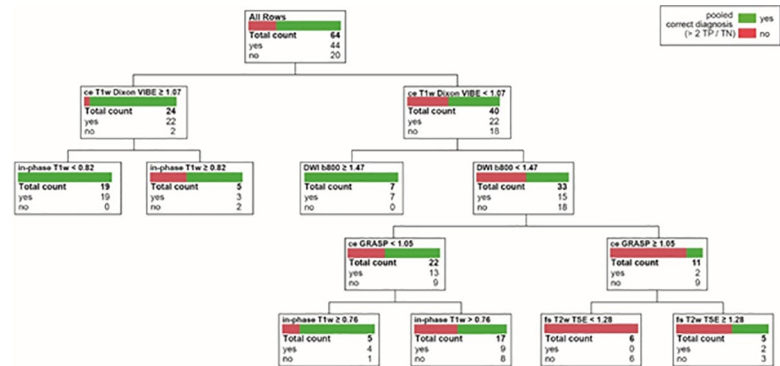 All Rows
Total count 64
yes 44
no 20
pooled
correct diagnosis
(> 2 TP / TN)
yes
no
ce T1w Dixon VIBE ≥ 1.07
Total count 24
yes 22
no 2
ce T1w Dixon VIBE < 1.07
Total count 40
yes 22
no 18
in-phase T1w < 0.82
Total count 19
yes 19
no 0
in-phase T1w ≥ 0.82
Total count 5
yes 3
no 2
DWI b800 ≥ 1.47
Total count 7
yes 7
no 0
DWI b800 < 1.47
Total count 33
yes 15
no 18
ce GRASP < 1.05
Total count 22
yes 13
no 9
ce GRASP ≥ 1.05
Total count 11
yes 2
no 9
in-phase T1w ≥ 0.76
Total count 5
yes 4
no 1
in-phase T1w > 0.76
Total count 17
yes 9
no 8
fs T2w TSE < 1.28
Total count 6
yes 0
no 6
fs T2w TSE ≥ 1.28
Total count 5
yes 2
no 3